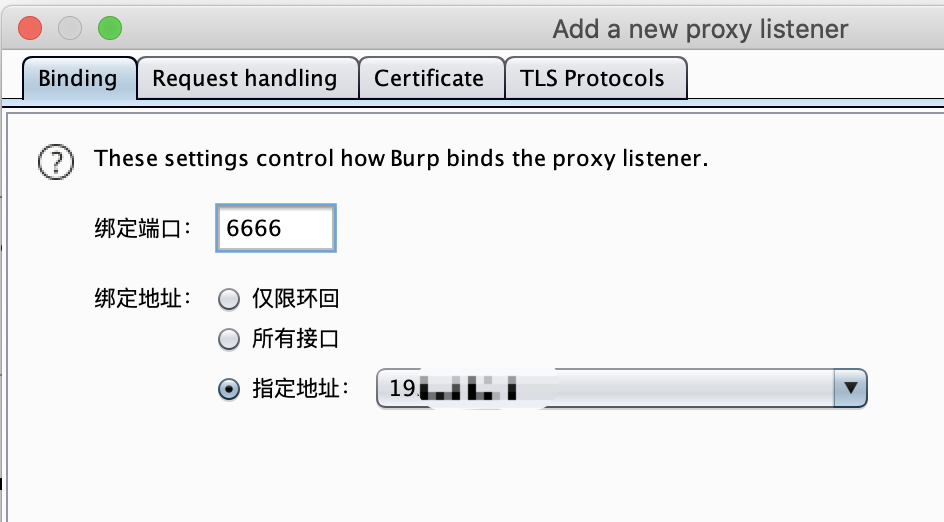 Add a new proxy listener
Binding Request handling Certificate TLS Protocols
These settings control how Burp binds the proxy listener.
绑定端口: 6666
绑定地址: 仅限环回
所有接口
指定地址: 19